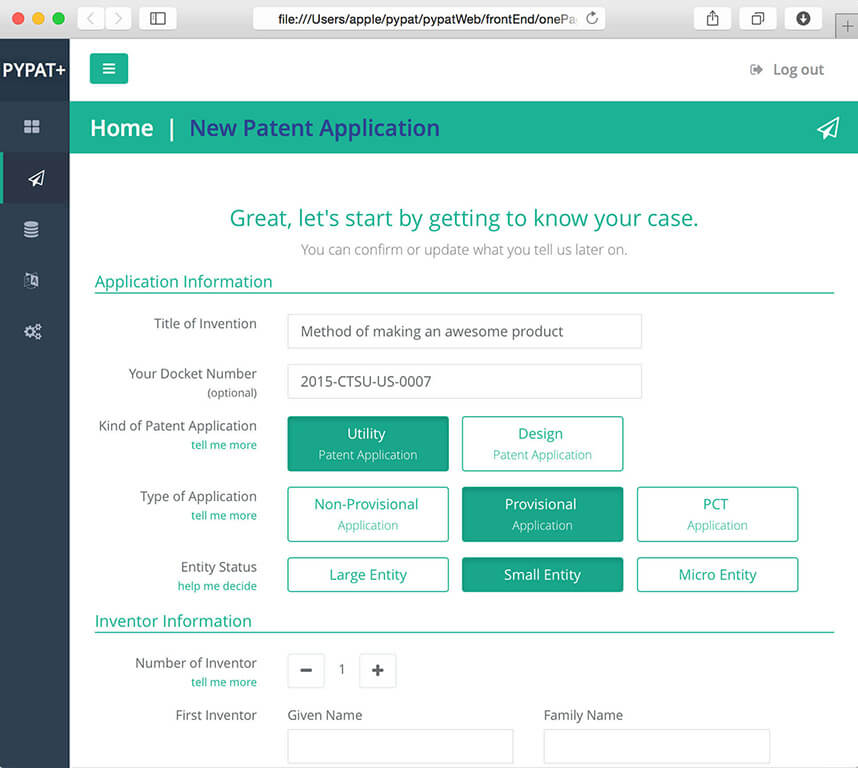 file:///Users/apple/pypat/pypatWeb/frontEnd/onePa
PYPAT+
Log out
Home | New Patent Application
Great, let's start by getting to know your case.
You can confirm or update what you tell us later on.
Application Information
Title of Invention
Method of making an awesome product
Your Docket Number
(optional)
2015-CTSU-US-0007
Kind of Patent Application
tell me more
Utility
Patent Application
Design
Patent Application
Type of Application
tell me more
Non-Provisional
Application
Provisional
Application
PCT
Application
Entity Status
help me decide
Large Entity
Small Entity
Micro Entity
Inventor Information
Number of Inventor
tell me more
1
First Inventor
Given Name
Family Name